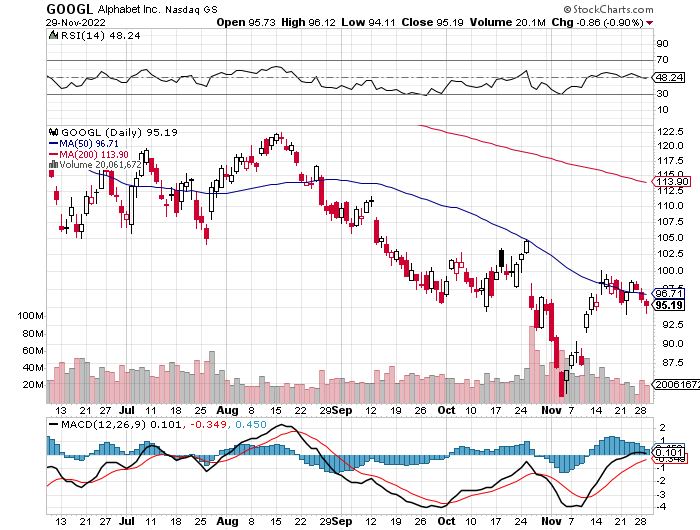 GOOGL Alphabet Inc. Nasdaq GS © StockCharts.com
29-Nov-2022 Open 95.73 High 96.12 Low 94.11 Close 95.19 Volume 20.1M Chg -0.86 (-0.90%)
RSI(14) 48.24
90
70
48.24
30
10
GOOGL (Daily) 95.19
MA(50) 96.71
MA(200) 113.90
Volume 20,061,672
122.5
120.0
117.5
115.0
113.90
112.5
110.0
107.5
105.0
102.5
100.0
96.71
95.19
92.5
90.0
87.5
100M
80M
60M
40M
20M
20061672
13 21 27 Jul 11 18 25 Aug 8 15 22 29 Sep 12 19 26 Oct 10 17 24 Nov 7 14 21 28
MACD(12,26,9) 0.101, -0.349, 0.450
2
1
0.101
-1
-2
-3
-4
13 21 27 Jul 11 18 25 Aug 8 15 22 29 Sep 12 19 26 Oct 10 17 24 Nov 7 14 21 28